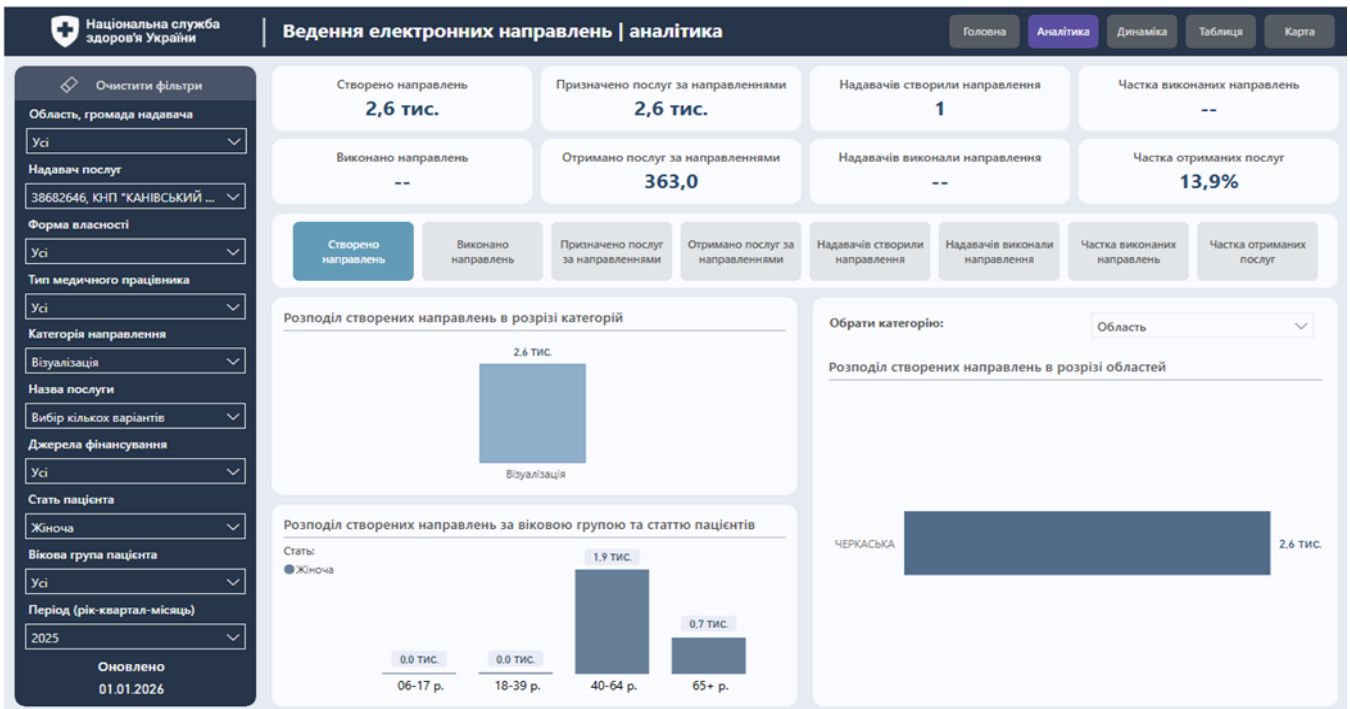 Національна служба
здоров'я України
Ведення електронних направлень | аналітика
Головна
Аналітика
Динаміка
Таблиця
Карта
Очистити фільтри
Область, громада надавача
Усі
Надавач послуг
38682646, КНП "КАНІВСЬКИЙ ...
Форма власності
Усі
Тип медичного працівника
Усі
Категорія направлення
Візуалізація
Назва послуги
Вибір кількох варіантів
Джерела фінансування
Усі
Стать пацієнта
Жіноча
Вікова група пацієнта
Усі
Період (рік-квартал-місяць)
2025
Оновлено
01.01.2026
Створено направлень
2,6 тис.
Призначено послуг за направленнями
2,6 тис.
Надавачів створили направлення
1
Частка виконаних направлень
--
Виконано направлень
--
Отримано послуг за направленнями
363,0
Надавачів виконали направлення
--
Частка отриманих послуг
13,9%
Створено
направлень
Виконано
направлень
Призначено послуг
за направленнями
Отримано послуг за
направленнями
Надавачів створили
направлення
Надавачів виконали
направлення
Частка виконаних
направлень
Частка отриманих
послуг
Розподіл створених направлень в розрізі категорій
2,6 тис.
Візуалізація
Розподіл створених направлень за віковою групою та статтю пацієнтів
Стать:
Жіноча
0,0 тис.
0,0 тис.
1,9 тис.
0,7 тис.
06-17 р.
18-39 р.
40-64 р.
65+ р.
Обрати категорію:
Область
Розподіл створених направлень в розрізі областей
ЧЕРКАСЬКА
2,6 тис.